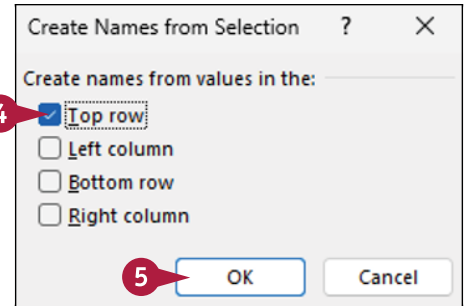 Create Names from Selection ? ×
Create names from values in the:
4 Top row
Left column
Bottom row
Right column
5 OK Cancel